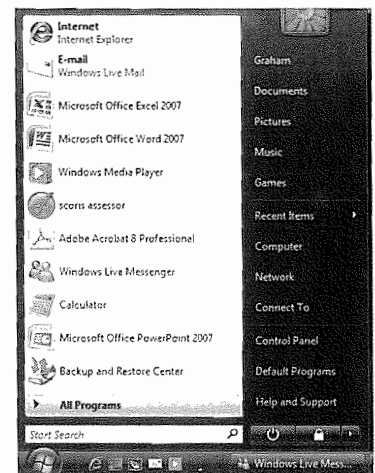 Internet
Internet Explorer
E-mail
Windows Live Mail
Microsoft Office Excel 2007
Microsoft Office Word 2007
Windows Media Player
scoris assessor
Adobe Acrobat 8 Professional
Windows Live Messenger
Calculator
Microsoft Office PowerPoint 2007
Backup and Restore Center
All Programs
Start Search
Graham
Documents
Pictures
Music
Games
Recent Items
Computer
Network
Connect To
Control Panel
Default Programs
Help and Support
Windows Live Mess...